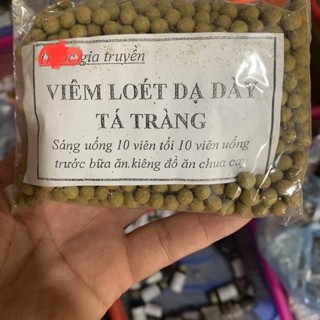 gia truyền
VIÊM LOÉT DẠ DÀY
TÁ TRÀNG
Sáng uống 10 viên tối 10 viên uống
trước bữa ăn.kiêng đồ ăn chua cay